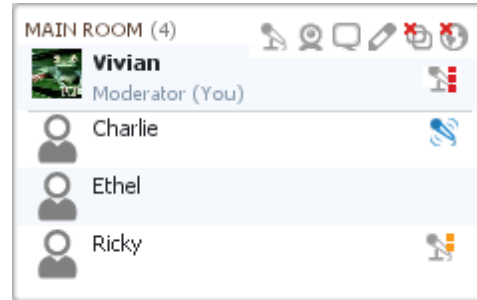 MAIN ROOM (4)
Vivian
Moderator (You)
Charlie
Ethel
Ricky